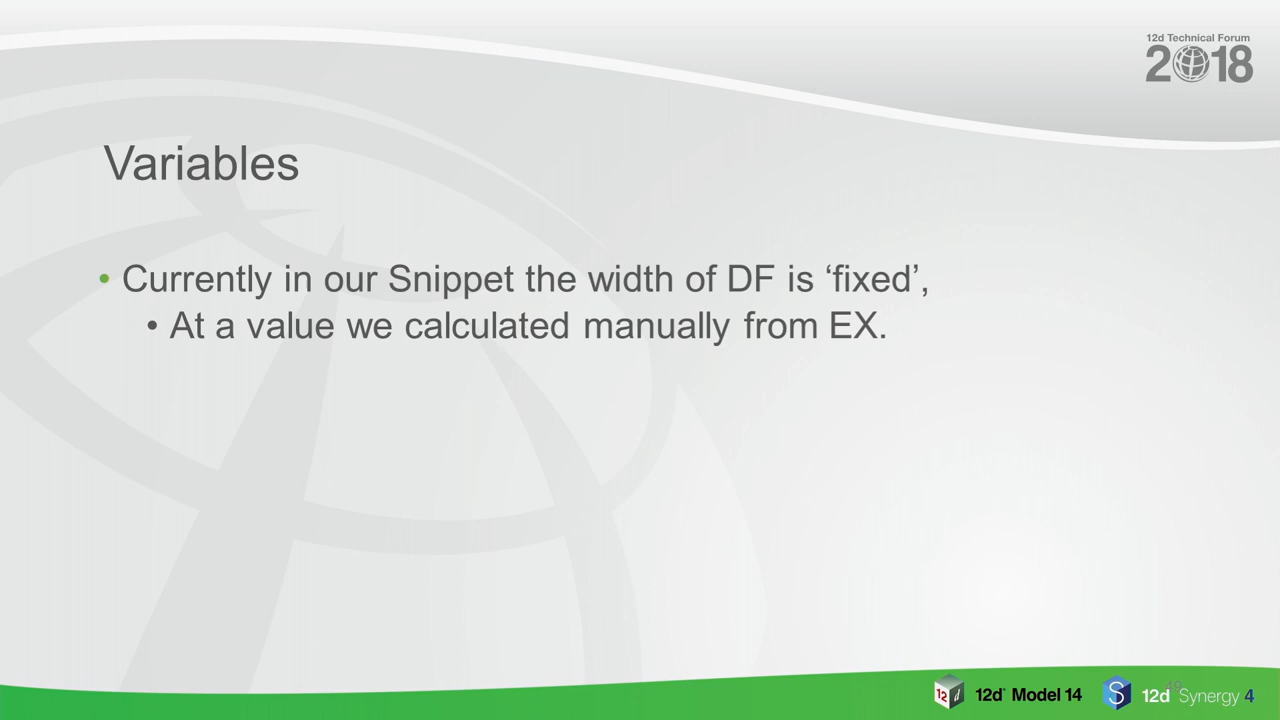 12d Technical Forum
2018
Variables
• Currently in our Snippet the width of DF is ‘fixed’,
• At a value we calculated manually from EX.
12d Model 14
12d Synergy 4